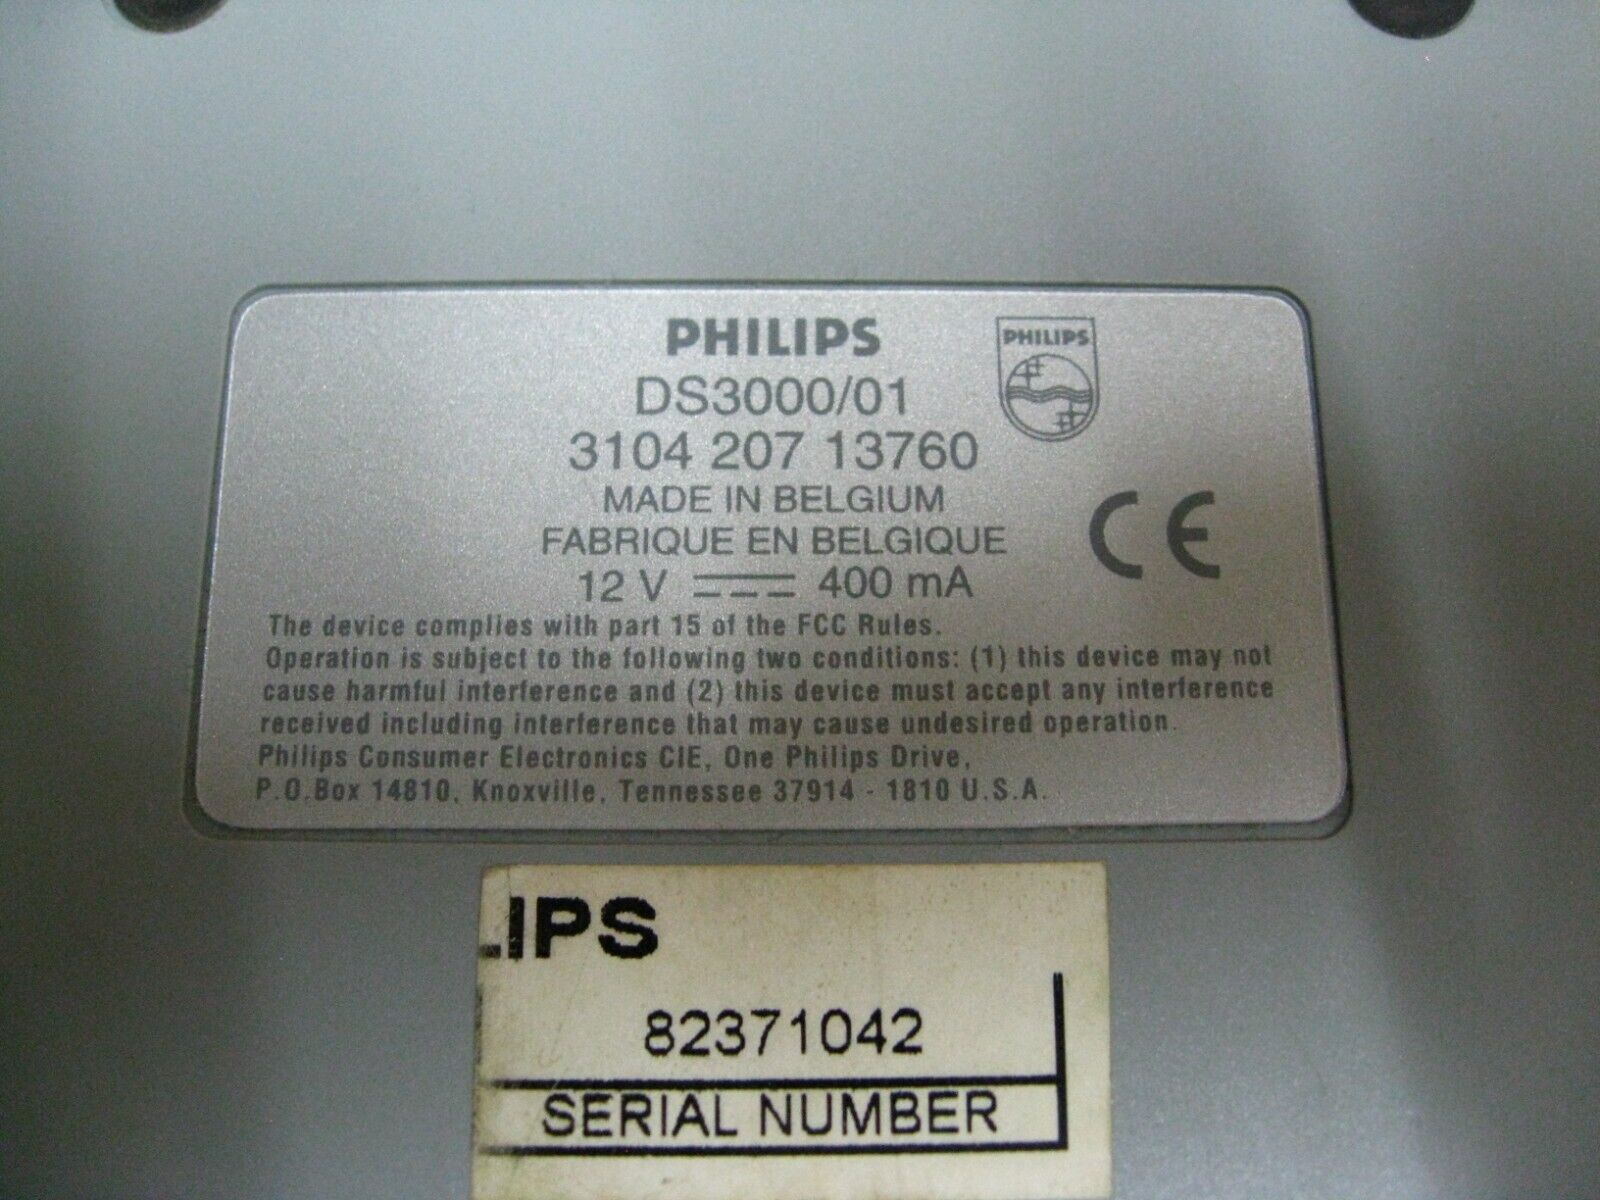 PHILIPS
PHILIPS
DS3000/01
3104 207 13760
MADE IN BELGIUM
FABRIQUE EN BELGIQUE
CE
12 V 400 mA
The device complies with part 15 of the FCC Rules.
Operation is subject to the following two conditions: (1) this device may not
cause harmful interference and (2) this device must accept any interference
received including interference that may cause undesired operation.
Philips Consumer Electronics CIE, One Philips Drive,
P.O.Box 14810, Knoxville, Tennessee 37914 - 1810 U.S.A.
LIPS
82371042
SERIAL NUMBER